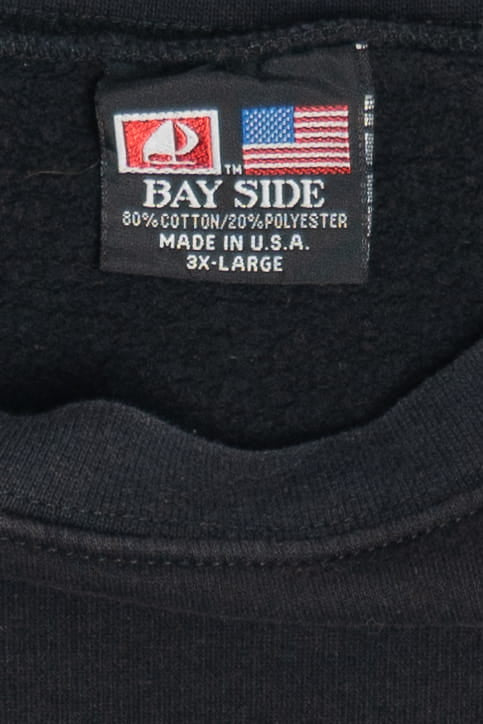 TM
BAY SIDE
80%COTTON/20%POLYESTER
MADE IN U.S.A.
3X-LARGE